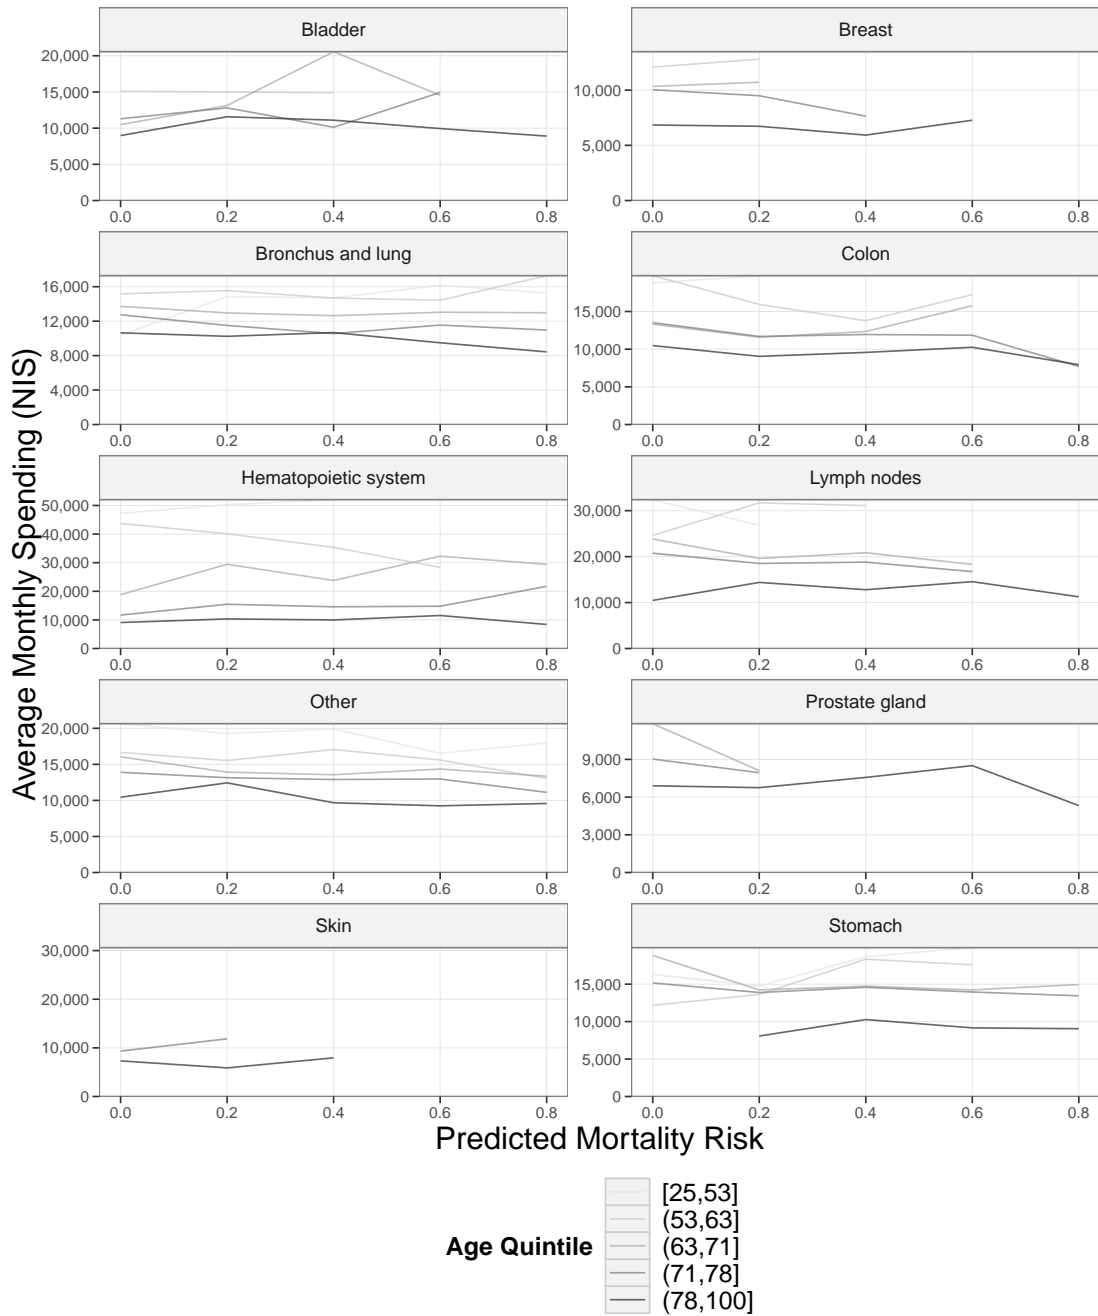 Bladder
Breast
20,000
15,000
10,000
5,000
0
10,000
5,000
0
0.0 0.2 0.4 0.6 0.8
0.0 0.2 0.4 0.6 0.8
Bronchus and lung
Colon
16,000
12,000
8,000
4,000
0
15,000
10,000
5,000
0
0.0 0.2 0.4 0.6 0.8
0.0 0.2 0.4 0.6 0.8
Average Monthly Spending (NIS)
Hematopoietic system
Lymph nodes
50,000
40,000
30,000
20,000
10,000
0
30,000
20,000
10,000
0
0.0 0.2 0.4 0.6 0.8
0.0 0.2 0.4 0.6 0.8
Other
Prostate gland
20,000
15,000
10,000
5,000
0
9,000
6,000
3,000
0
0.0 0.2 0.4 0.6 0.8
0.0 0.2 0.4 0.6 0.8
Skin
Stomach
30,000
20,000
10,000
0
15,000
10,000
5,000
0
0.0 0.2 0.4 0.6 0.8
0.0 0.2 0.4 0.6 0.8
Predicted Mortality Risk
Age Quintile
[25,53]
(53,63]
(63,71]
(71,78]
(78,100]